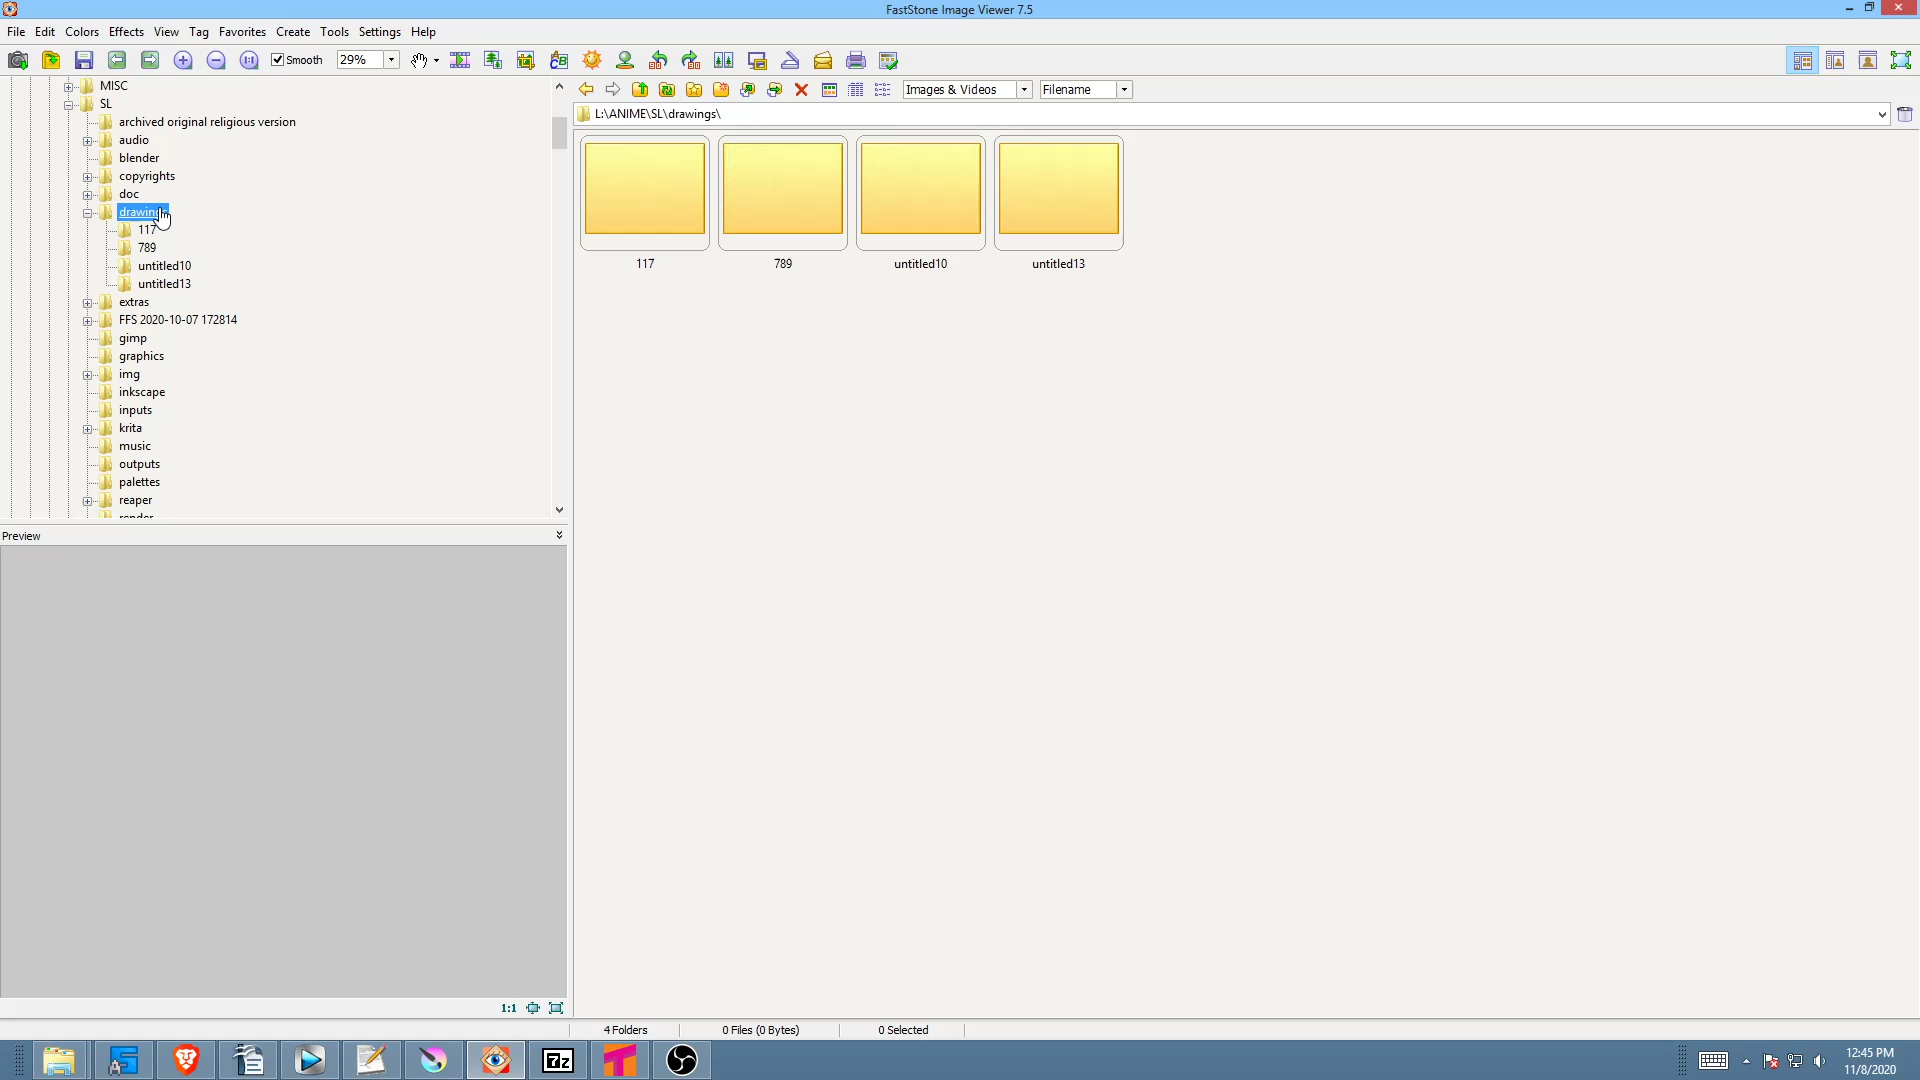 FastStone Image Viewer 7.5
File Edit Colors Effects View Tag Favorites Create Tools Settings Help
Smooth 29%
MISC
SL
archived original religious version
audio
blender
copyrights
doc
117
789
untitled10
untitled13
extras
FFS 2020-10-07 172814
gimp
graphics
img
inkscape
inputs
krita
music
outputs
palettes
reaper
Images & Videos Filename
L:\ANIME\SL\drawings\
117 789 untitled10 untitled13
Preview
1:1
4 Folders 0 Files (0 Bytes) 0 Selected
7z
12:45 PM
11/8/2020